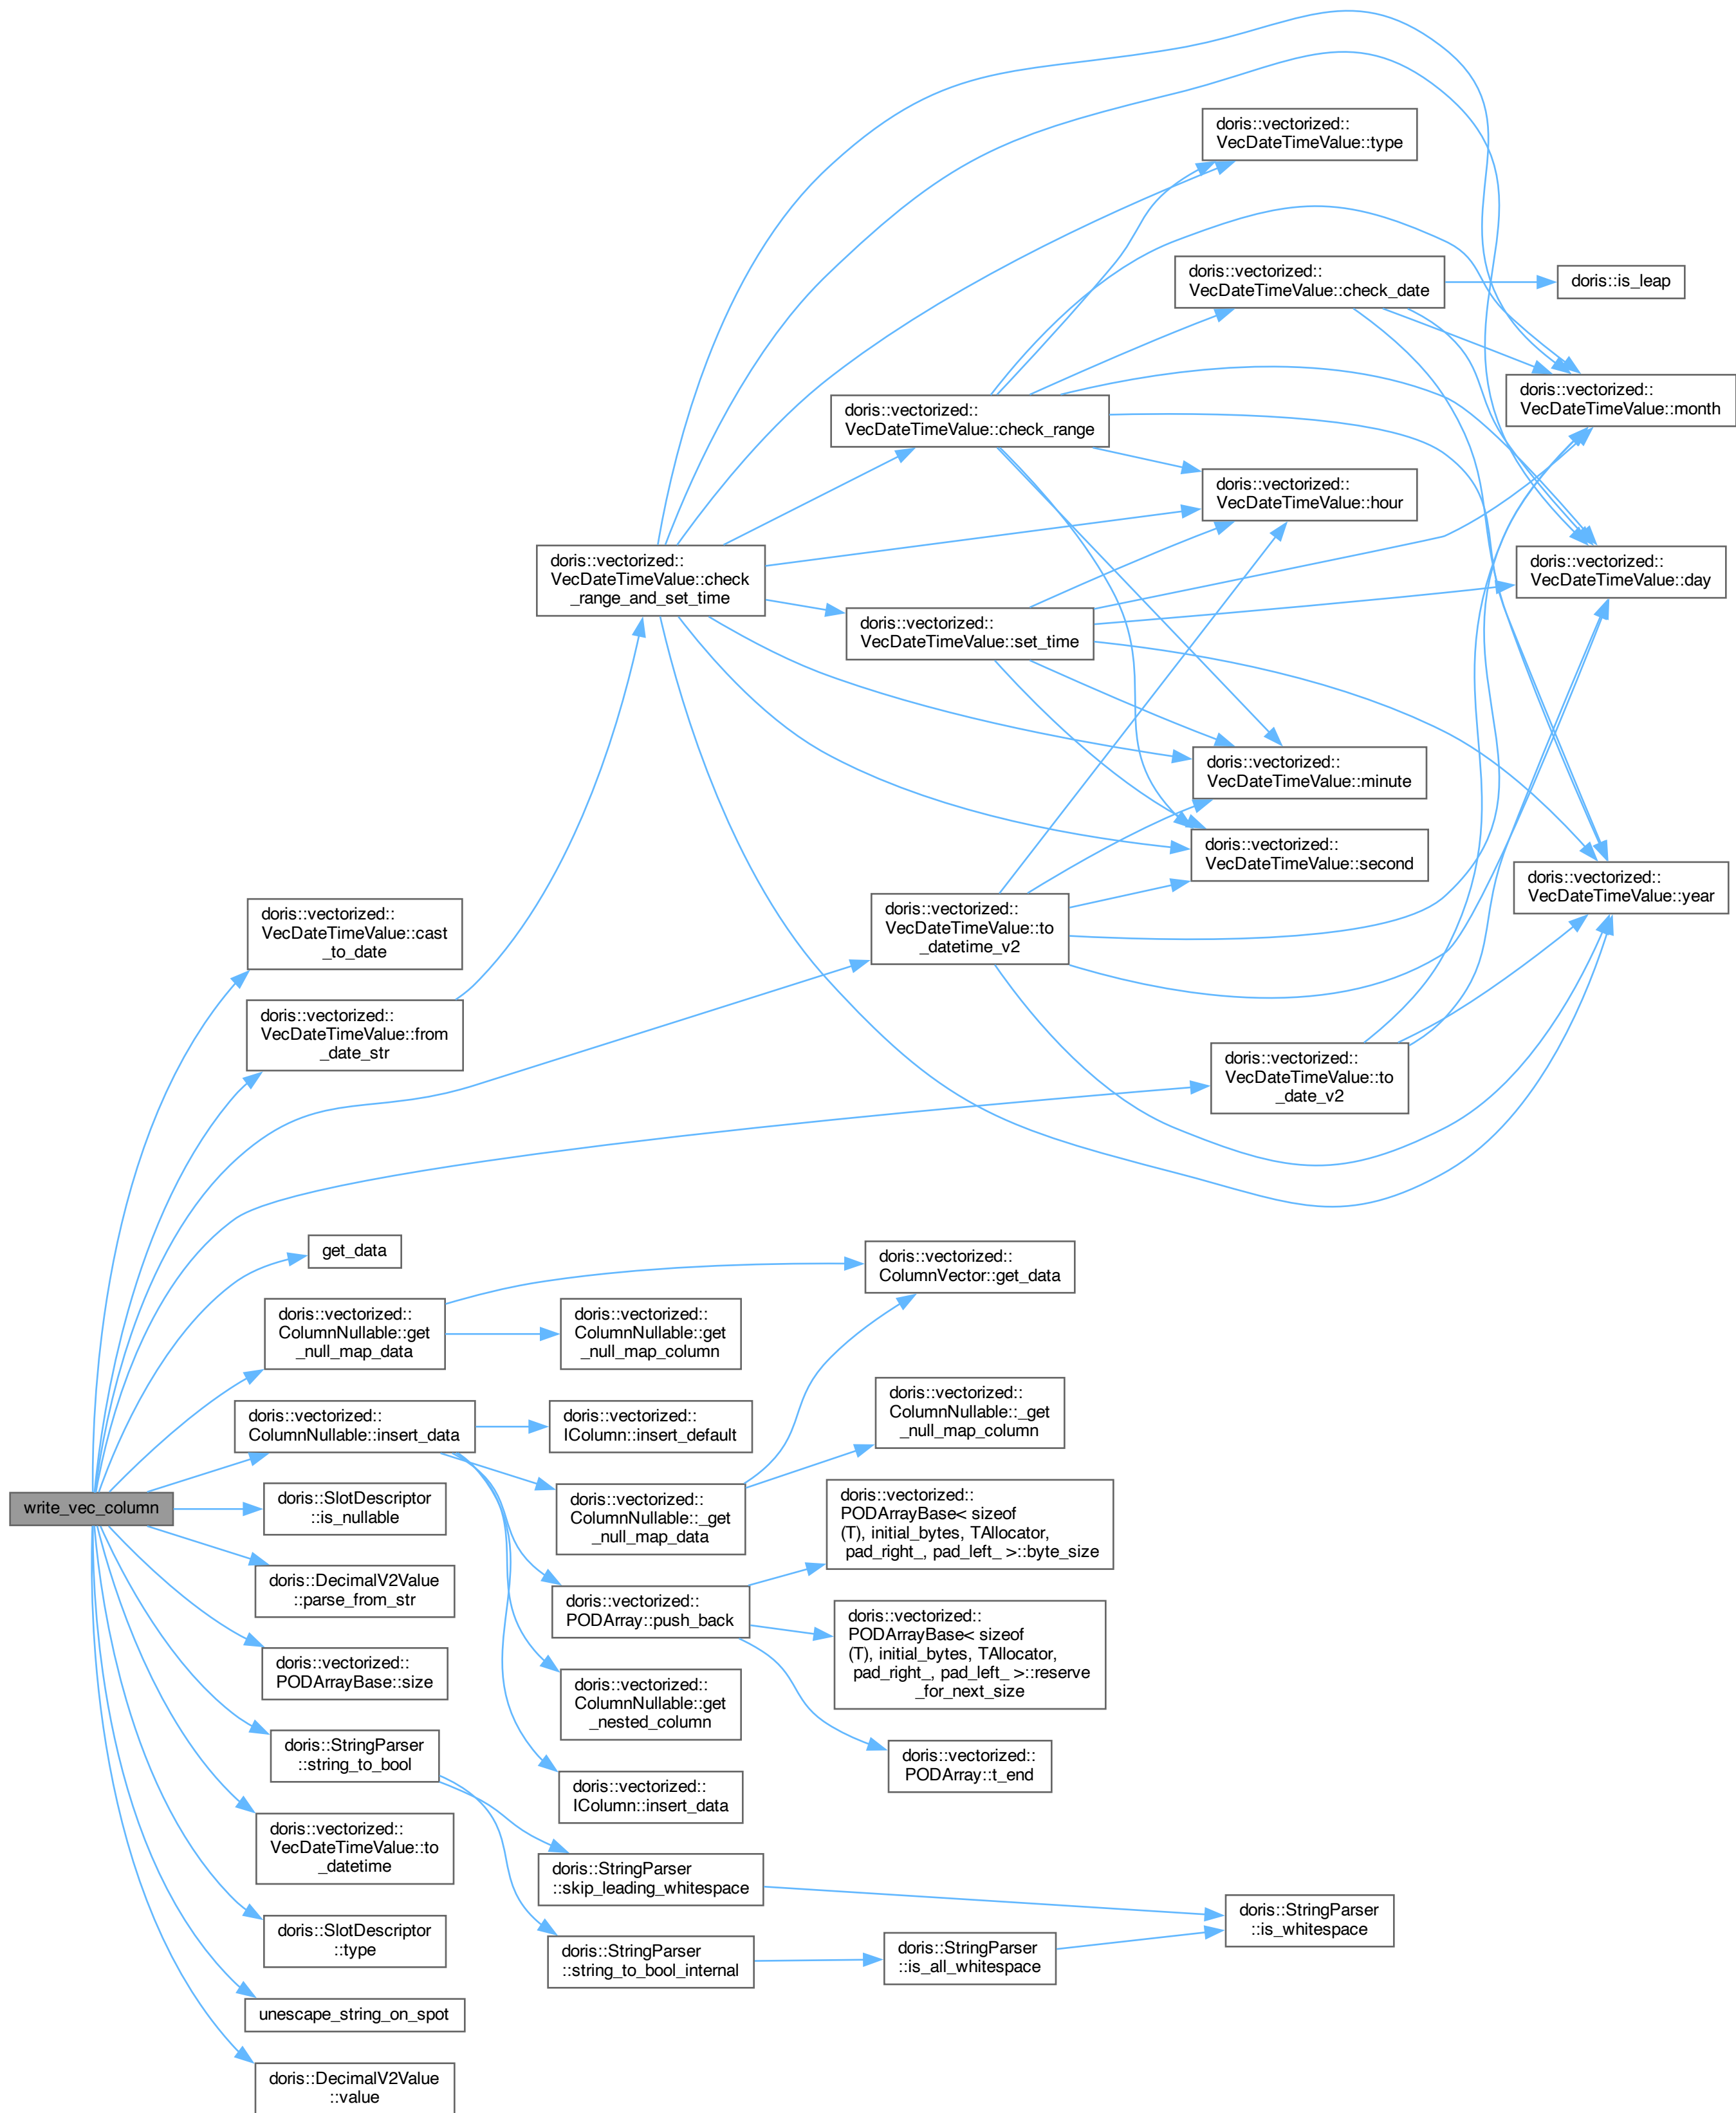 doris::vectorized::
VecDateTimeValue::type
doris::vectorized::
VecDateTimeValue::check_date
doris::is_leap
doris::vectorized::
VecDateTimeValue::month
doris::vectorized::
VecDateTimeValue::check_range
doris::vectorized::
VecDateTimeValue::hour
doris::vectorized::
VecDateTimeValue::check
_range_and_set_time
doris::vectorized::
VecDateTimeValue::day
doris::vectorized::
VecDateTimeValue::set_time
doris::vectorized::
VecDateTimeValue::minute
doris::vectorized::
VecDateTimeValue::second
doris::vectorized::
VecDateTimeValue::year
doris::vectorized::
VecDateTimeValue::cast
_to_date
doris::vectorized::
VecDateTimeValue::to
_datetime_v2
doris::vectorized::
VecDateTimeValue::from
_date_str
doris::vectorized::
VecDateTimeValue::to
_date_v2
get_data
doris::vectorized::
ColumnVector::get_data
doris::vectorized::
ColumnNullable::get
_null_map_data
doris::vectorized::
ColumnNullable::get
_null_map_column
doris::vectorized::
ColumnNullable::_get
_null_map_column
doris::vectorized::
ColumnNullable::insert_data
doris::vectorized::
IColumn::insert_default
write_vec_column
doris::SlotDescriptor
::is_nullable
doris::vectorized::
ColumnNullable::_get
_null_map_data
doris::vectorized::
PODArrayBase< sizeof
(T), initial_bytes, TAllocator,
pad_right_, pad_left_ >::byte_size
doris::DecimalV2Value
::parse_from_str
doris::vectorized::
PODArray::push_back
doris::vectorized::
PODArrayBase< sizeof
(T), initial_bytes, TAllocator,
pad_right_, pad_left_ >::reserve
_for_next_size
doris::vectorized::
PODArrayBase::size
doris::vectorized::
ColumnNullable::get
_nested_column
doris::StringParser
::string_to_bool
doris::vectorized::
PODArray::t_end
doris::vectorized::
IColumn::insert_data
doris::vectorized::
VecDateTimeValue::to
_datetime
doris::StringParser
::skip_leading_whitespace
doris::StringParser
::is_whitespace
doris::SlotDescriptor
::type
doris::StringParser
::string_to_bool_internal
doris::StringParser
::is_all_whitespace
unescape_string_on_spot
doris::DecimalV2Value
::value